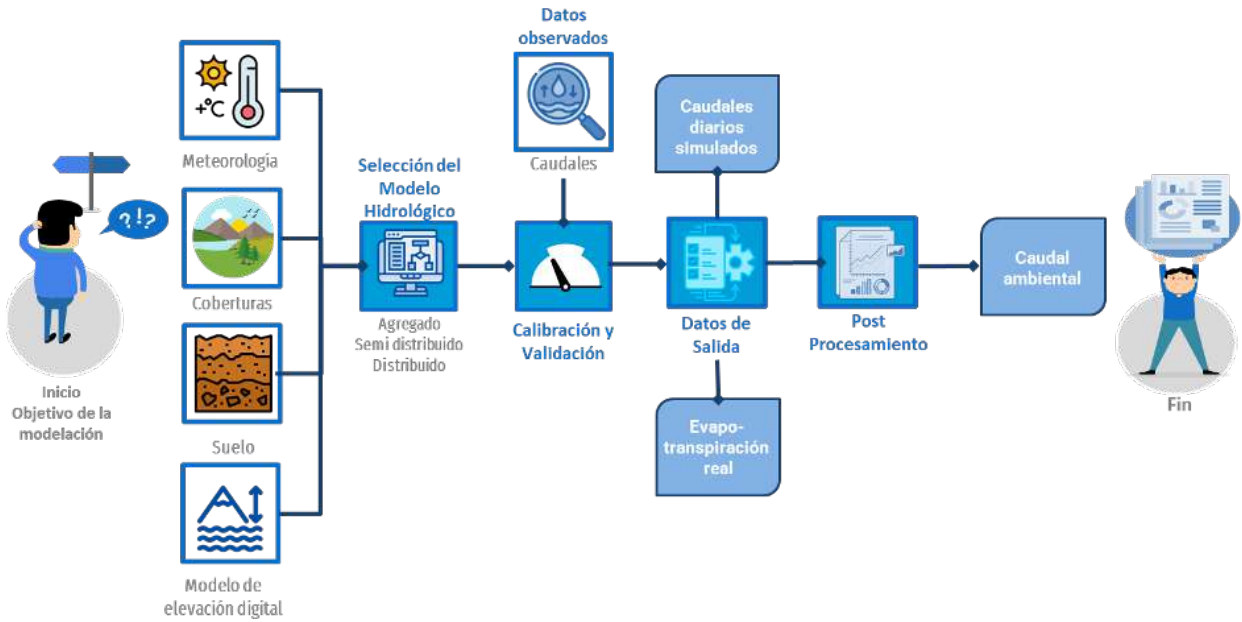 ?!?
Inicio
Objetivo de la
modelación
+°C
Meteorología
Coberturas
Suelo
Modelo de
elevación digital
Selección del
Modelo
Hidrológico
Agregado
Semi distribuido
Distribuido
Datos
observados
Caudales
Calibración y
Validación
Caudales
diarios
simulados
Datos de
Salida
Evapo-
transpiración
real
Post
Procesamiento
Caudal
ambiental
Fin